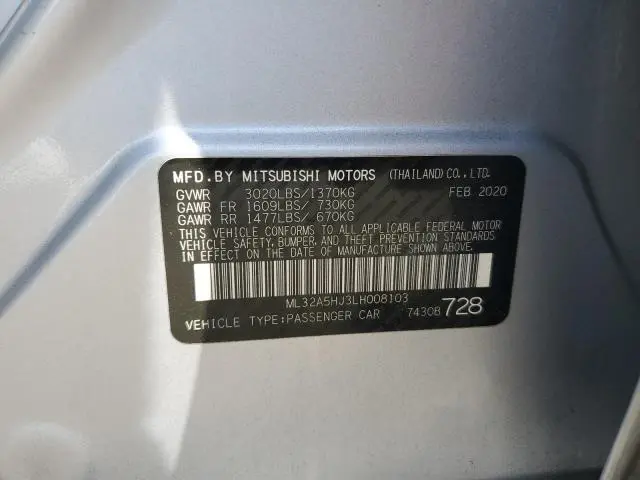 MFD.BY MITSUBISHI MOTORS (THAILAND)CO.,LTD.
GVWR 3020LBS/1370KG FEB 2020
GAWR FR 1609LBS/ 730KG
GAWR RR 1477LBS/ 670KG
THIS VEHICLE CONFORMS TO ALL APPLICABLE FEDERAL MOTOR
VEHICLE SAFETY, BUMPER, AND THEFT PREVENTION STANDARDS
IN EFFECT ON THE DATE OF MANUFACTURE SHOWN ABOVE.
ML32A5HJ3LH008103
VEHICLE TYPE:PASSENGER CAR 74308 728